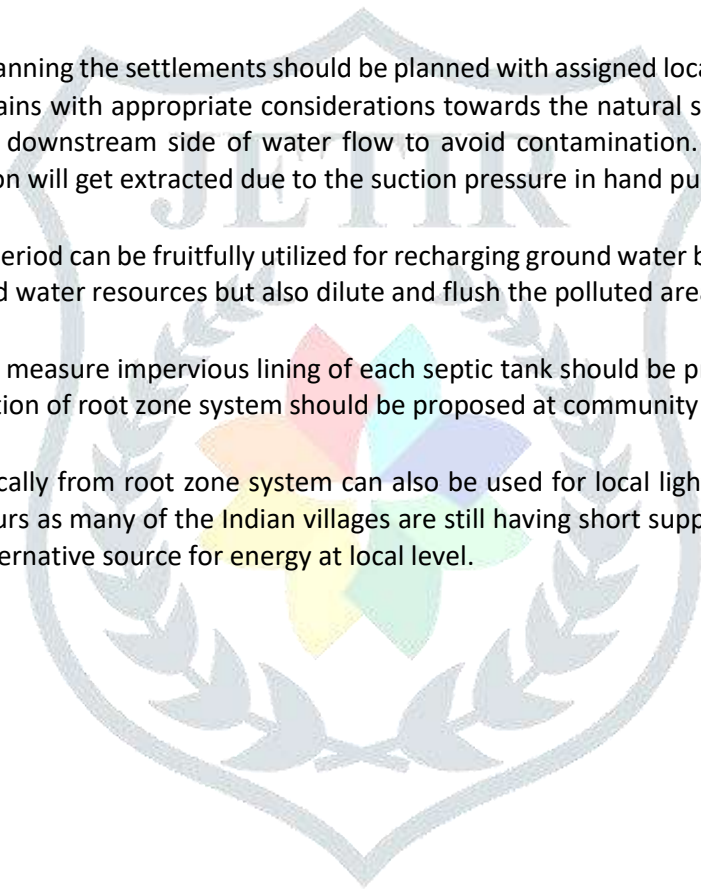 anning the settlements should be planned with assigned loca
ains with appropriate considerations towards the natural s
downstream side of water flow to avoid contamination.
on will get extracted due to the suction pressure in hand pu
eriod can be fruitfully utilized for recharging ground water b
d water resources but also dilute and flush the polluted area
measure impervious lining of each septic tank should be p
tion of root zone system should be proposed at community
cally from root zone system can also be used for local ligh
urs as many of the Indian villages are still having short supp
ternative source for energy at local level.
JETIR